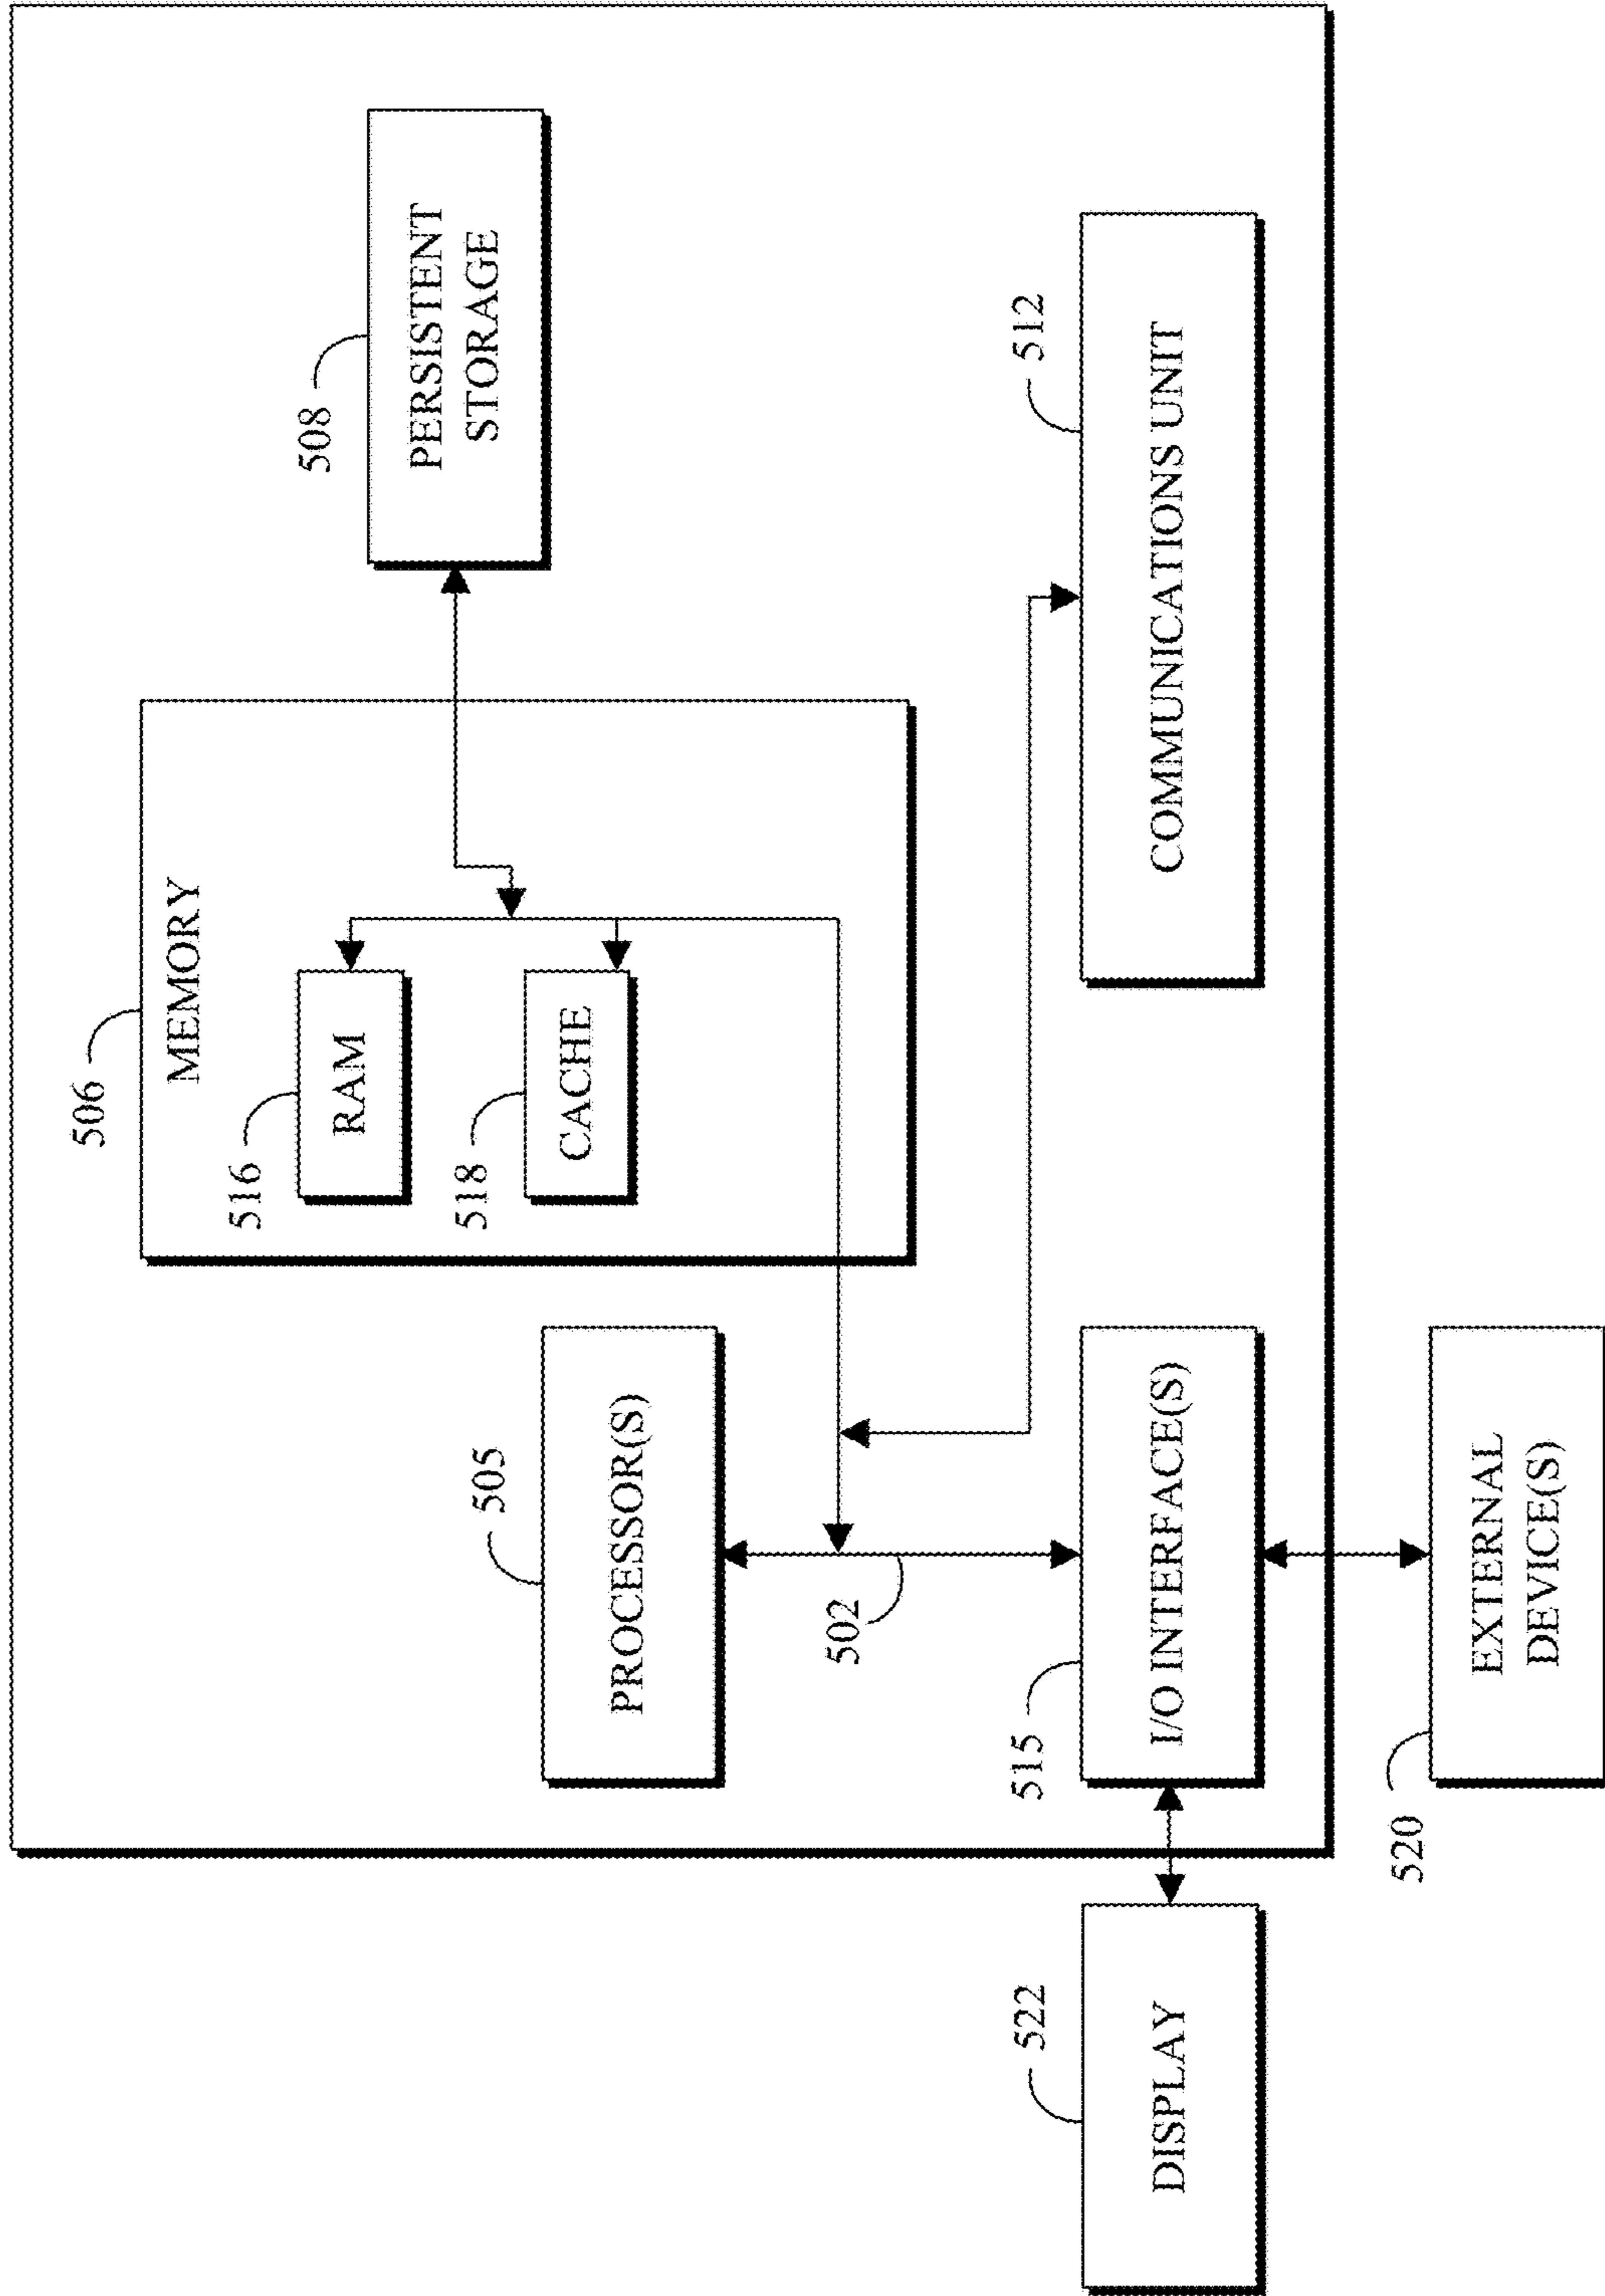 506
MEMORY
516
RAM
518
CACHE
508
PERSISTENT
STORAGE
505
PROCESSOR(S)
502
512
COMMUNICATIONS UNIT
515
I/O INTERFACE(S)
522
DISPLAY
520
EXTERNAL
DEVICE(S)